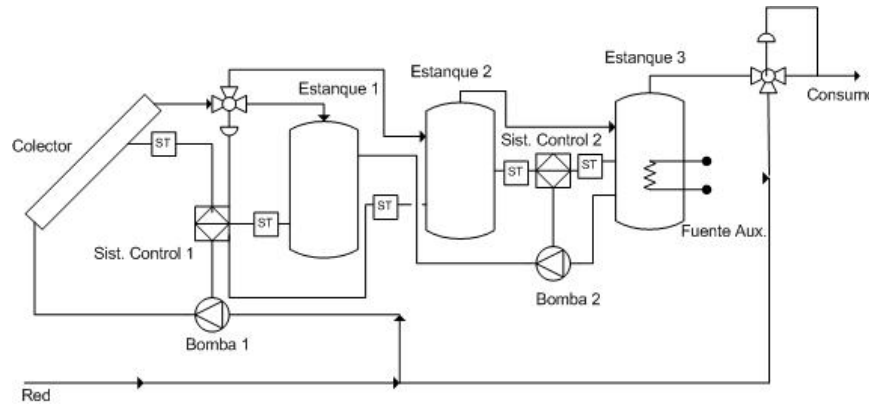 Estanque 1
Estanque 2
Estanque 3
Consumo
Colector
ST
Sist. Control 2
ST
ST
ST
ST
Sist. Control 1
Fuente Aux.
Bomba 2
Bomba 1
Red